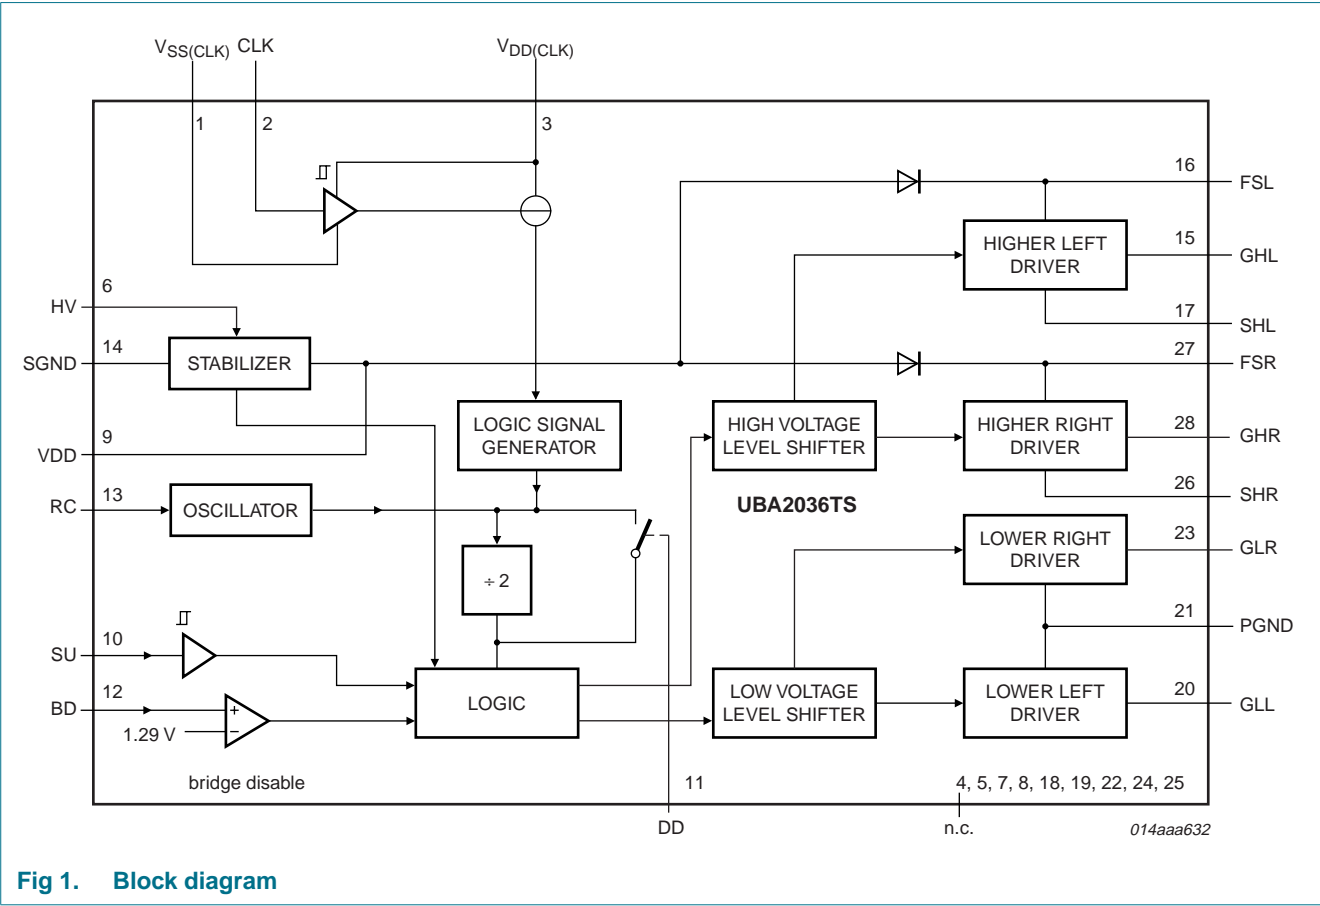 VSS(CLK) CLK VDD(CLK)
1 2 3
16 FSL
HIGHER LEFT
DRIVER
15 GHL
17 SHL
6 HV
14 SGND
STABILIZER
27 FSR
9 VDD
LOGIC SIGNAL
GENERATOR
HIGH VOLTAGE
LEVEL SHIFTER
HIGHER RIGHT
DRIVER
28 GHR
26 SHR
UBA2036TS
13 RC
OSCILLATOR
LOWER RIGHT
DRIVER
23 GLR
÷ 2
21 PGND
10 SU
12 BD
+
−
1.29 V
LOGIC
LOW VOLTAGE
LEVEL SHIFTER
LOWER LEFT
DRIVER
20 GLL
bridge disable
11
4, 5, 7, 8, 18, 19, 22, 24, 25
DD
n.c.
014aaa632
Fig 1. Block diagram